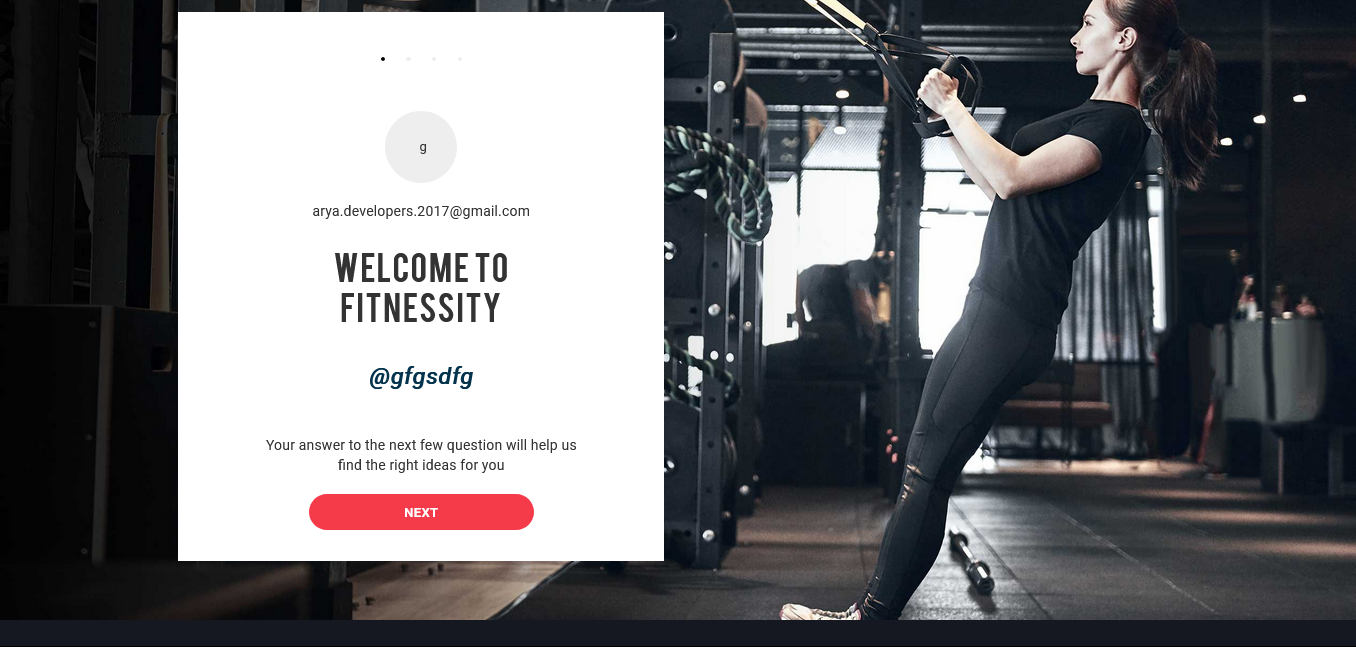 g
arya.developers.2017@gmail.com
WELCOME TO
FITNESSITY
@gfgsdfg
Your answer to the next few question will help us
find the right ideas for you
NEXT